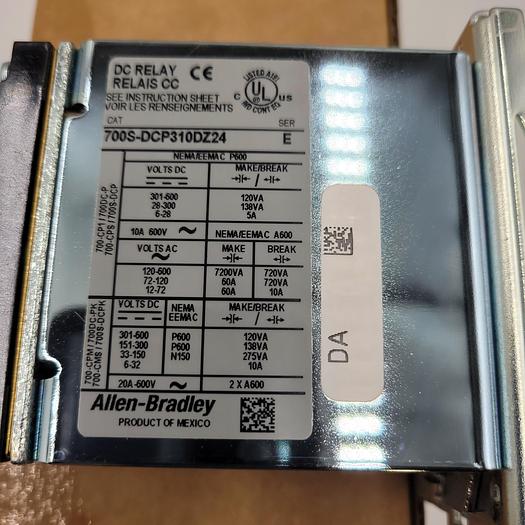 DC RELAY CE
RELAIS CC
SEE INSTRUCTION SHEET
VOIR LES RENSEIGNEMENTS
LISTED A191
C UL US
IND CONT EQ
CAT SER
700S-DCP310DZ24 E
700-CP1 / 700DC-P
700-CPS / 700S-DCP
NEMA/EEMAC P600
VOLTS DC MAKE/BREAK
301-600 120VA
28-300 138VA
6-28 5A
10A 600V NEMA/EEMAC A600
VOLTS AC MAKE BREAK
120-600 7200VA 720VA
72-120 60A 720VA
12-72 60A 10A
700-CPM / 700DC-PK
700-CMS / 700S-DCPK
VOLTS DC NEMA EEMAC MAKE/BREAK
301-600 P600 120VA
151-300 P600 138VA
33-150 N150 275VA
6-32 10A
20A-600V 2 X A600
Allen-Bradley
PRODUCT OF MEXICO
DA